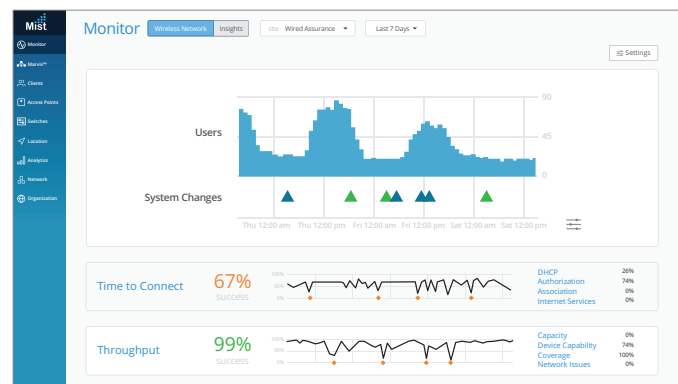 Mist
Monitor
Wireless Network
Insights
site Wired Assurance
Last 7 Days
Settings
Monitor
Marvis™
Clients
Access Points
Switches
Location
Analytics
Network
Organization
90
Users
45
0
System Changes
Thu 12:00 am Thu 12:00 pm Fri 12:00 am Fri 12:00 pm Sat 12:00 am Sat 12:00 pm
Time to Connect
67%
success
100%
0%
DHCP 26%
Authorization 74%
Association 0%
Internet Services 0%
Throughput
99%
success
100%
0%
Capacity 0%
Device Capability 74%
Coverage 100%
Network Issues 0%